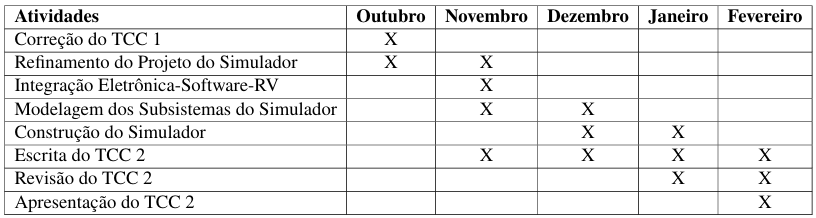 Atividades Outubro Novembro Dezembro Janeiro Fevereiro
Correção do TCC 1 X
Refinamento do Projeto do Simulador X X
Integração Eletrônica-Software-RV X
Modelagem dos Subsistemas do Simulador X X
Construção do Simulador X X
Escrita do TCC 2 X X X X
Revisão do TCC 2 X X
Apresentação do TCC 2 X